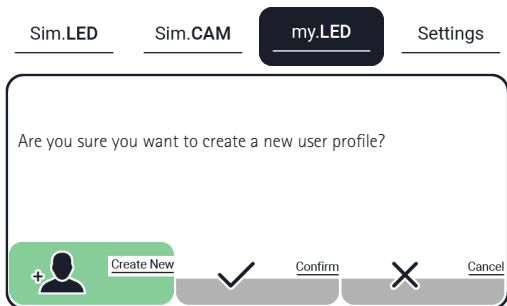 Sim.LED Sim.CAM my.LED Settings
Are you sure you want to create a new user profile?
+ Create New Confirm Cancel